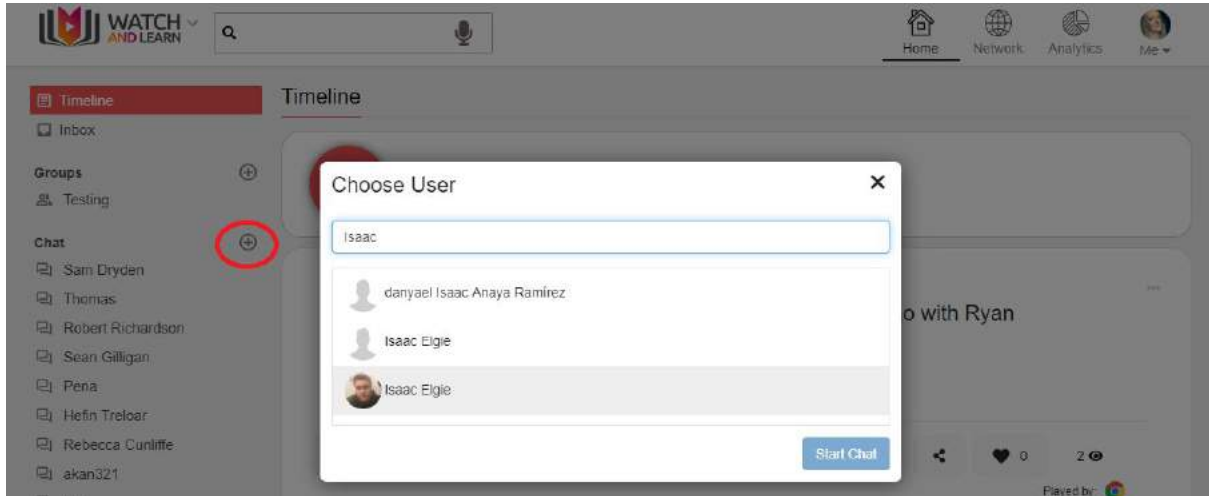 WATCH
AND LEARN
Home
Network
Analytics
Me
Timeline
Inbox
Groups
Testing
Chat
Sam Dryden
Thomas
Robert Richardson
Sean Gilligan
Pena
Hefin Treloar
Rebecca Cunliffe
akan321
Timeline
Choose User
Isaac
danyael Isaac Anaya Ramírez
Isaac Elgie
Isaac Elgie
Start Chat
o with Ryan
0
2
Played by: